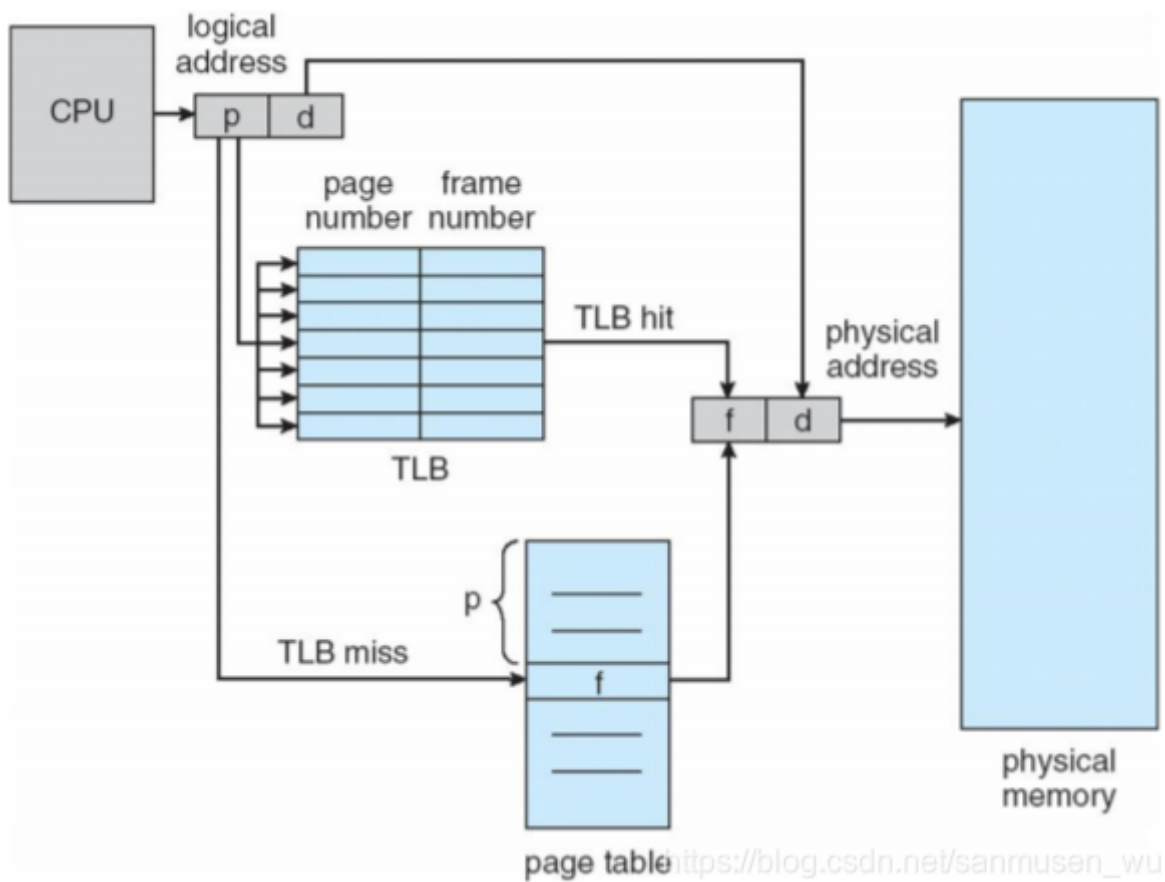 logical
address
CPU
p
d
page
number
frame
number
TLB hit
physical
address
f
d
TLB
p
TLB miss
f
physical
memory
page table
https://blog.csdn.net/sanmusen_wu